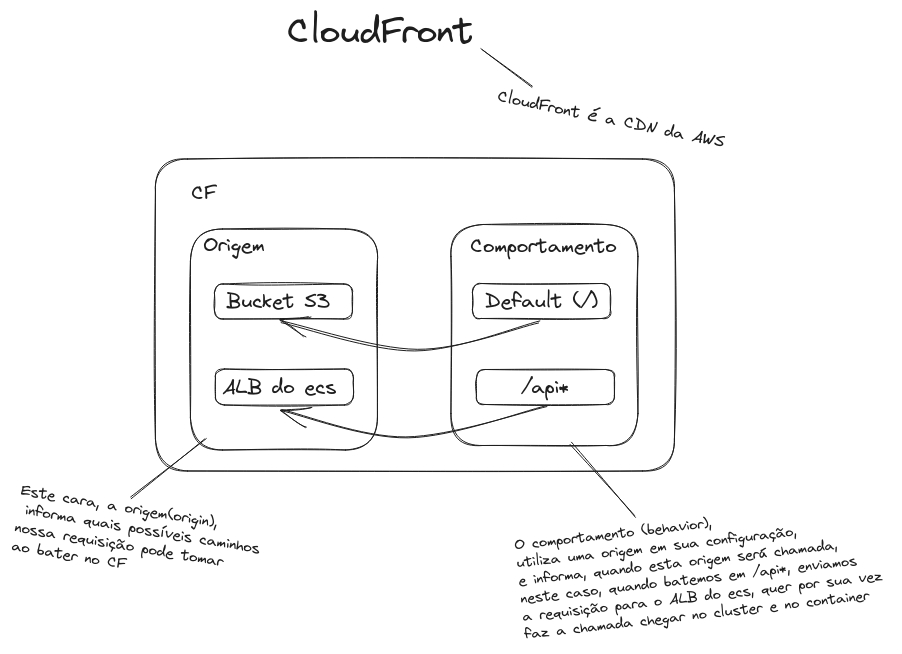 CloudFront
CloudFront é a CDN da AWS
CF
Origem
Bucket S3
ALB do ecs
Comportamento
Default (/)
/api*
Este cara, a origem(origin),
informa quais possíveis caminhos
nossa requisição pode tomar
ao bater no CF
O comportamento (behavior),
utiliza uma origem em sua configuração,
e informa, quando esta origem será chamada,
neste caso, quando batemos em /api*, enviamos
a requisição para o ALB do ecs, quer por sua vez
faz a chamada chegar no cluster e no container